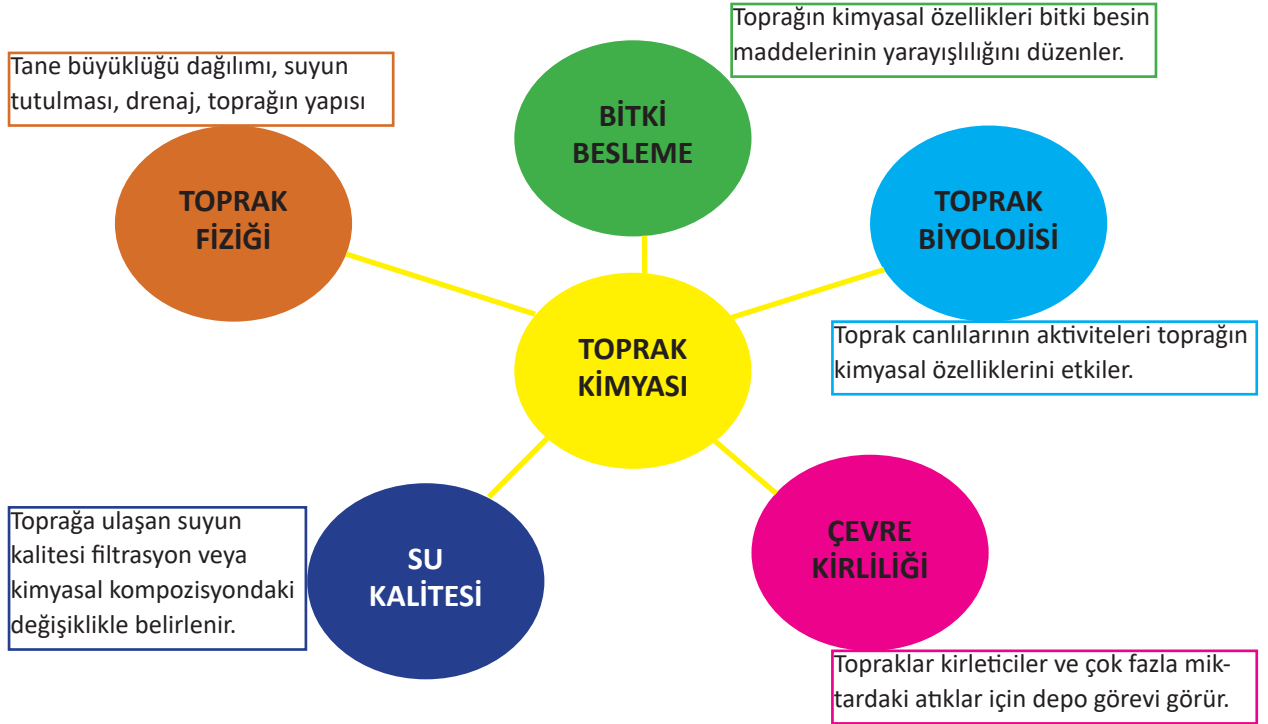 Toprağın kimyasal özellikleri bitki besin
maddelerinin yarayışlılığını düzenler.
Tane büyüklüğü dağılımı, suyun
tutulması, drenaj, toprağın yapısı
BİTKİ
BESLEME
TOPRAK
FİZİĞİ
TOPRAK
BİYOLOJİSİ
Toprak canlılarının aktiviteleri toprağın
kimyasal özelliklerini etkiler.
TOPRAK
KİMYASI
Toprağa ulaşan suyun
kalitesi filtrasyon veya
kimyasal kompozisyondaki
değişiklikle belirlenir.
SU
KALİTESİ
ÇEVRE
KİRLİLİĞİ
Topraklar kirleticiler ve çok fazla mik-
tardaki atıklar için depo görevi görür.